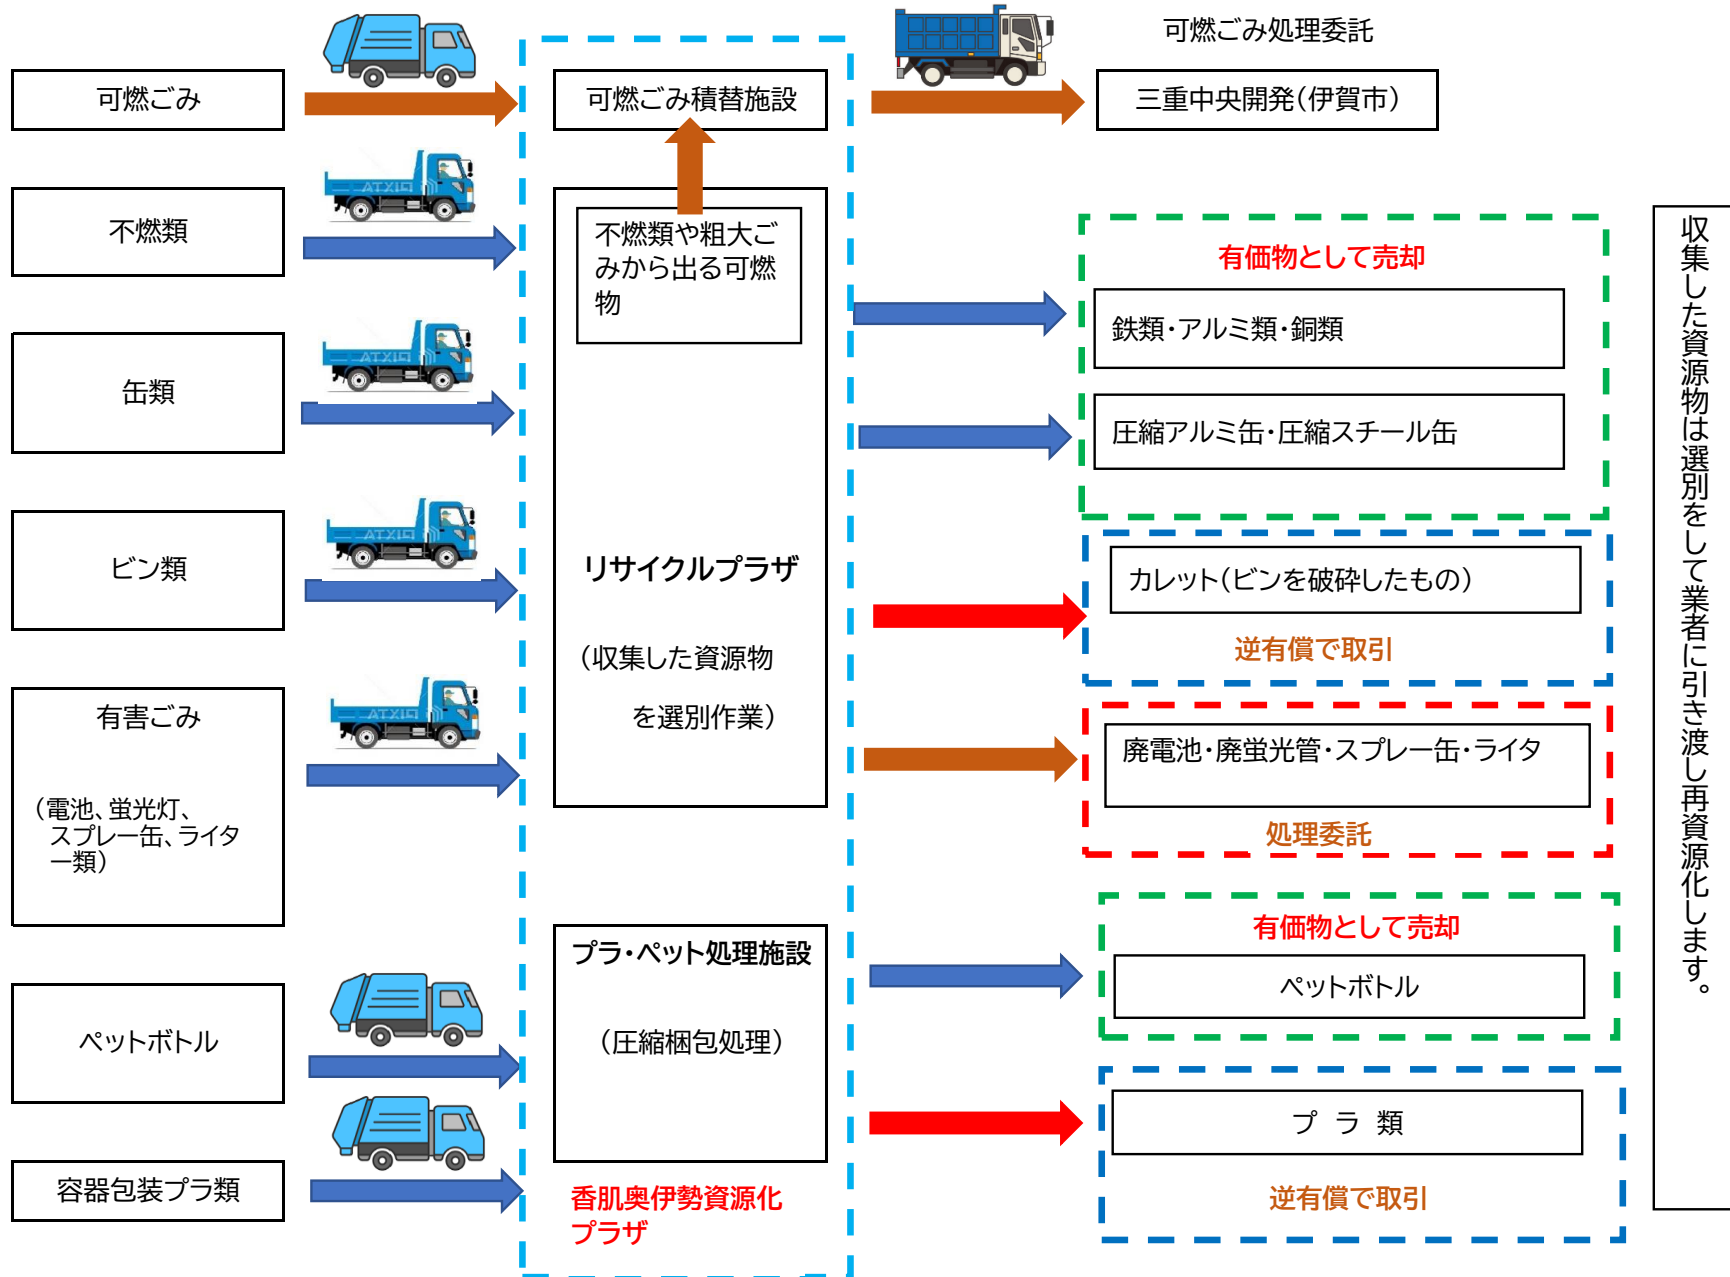 可燃ごみ処理委託
可燃ごみ
可燃ごみ積替施設
三重中央開発（伊賀市）
不燃類
缶類
ビン類
有害ごみ
（電池、蛍光灯、
スプレー缶、ライタ
ー類）
ペットボトル
容器包装プラ類
ATXIO
ATXIO
ATXIO
ATXIO
不燃類や粗大ご
みから出る可燃
物
リサイクルプラザ
（収集した資源物
を選別作業）
プラ・ペット処理施設
（圧縮梱包処理）
香肌奥伊勢資源化
プラザ
有価物として売却
鉄類・アルミ類・銅類
圧縮アルミ缶・圧縮スチール缶
カレット（ビンを破砕したもの）
逆有償で取引
廃電池・廃蛍光管・スプレー缶・ライタ
処理委託
有価物として売却
ペットボトル
プ ラ 類
逆有償で取引
収集した資源物は選別をして業者に引き渡し再資源化します。